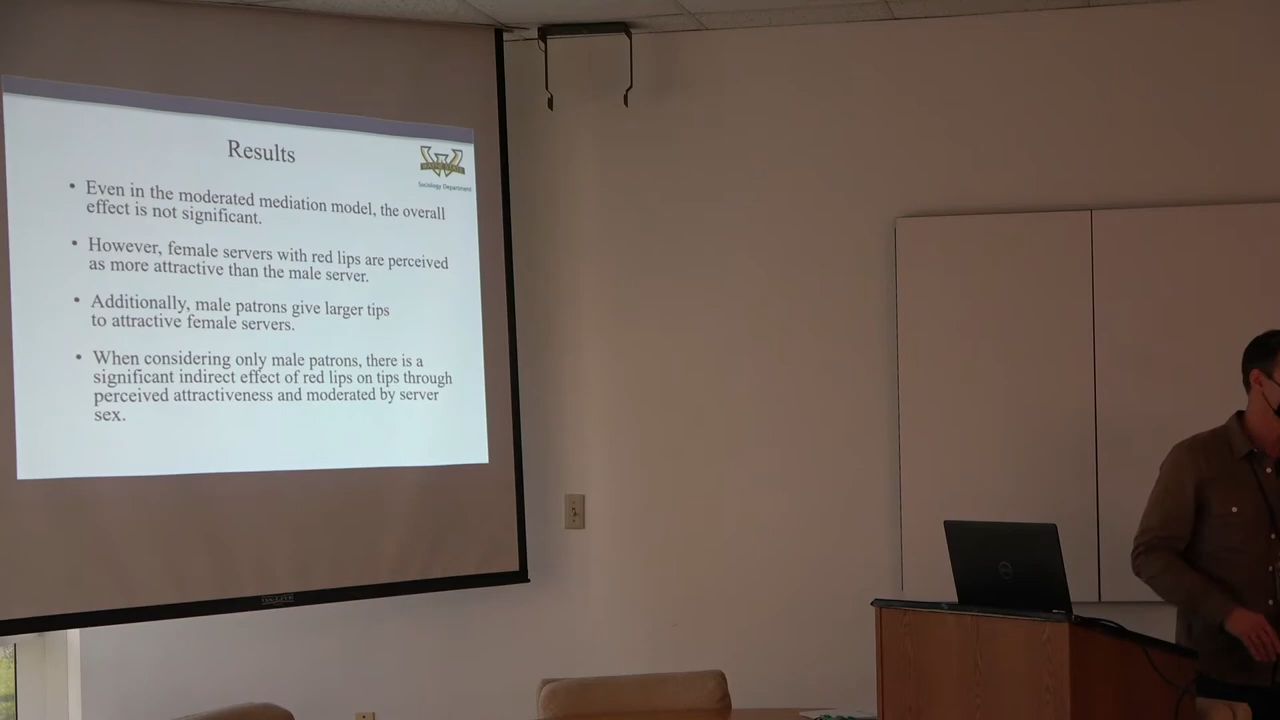 Results
Sociology Department
• Even in the moderated mediation model, the overall
effect is not significant.
• However, female servers with red lips are perceived
as more attractive than the male server.
• Additionally, male patrons give larger tips
to attractive female servers.
• When considering only male patrons, there is a
significant indirect effect of red lips on tips through
perceived attractiveness and moderated by server
sex.
DELL